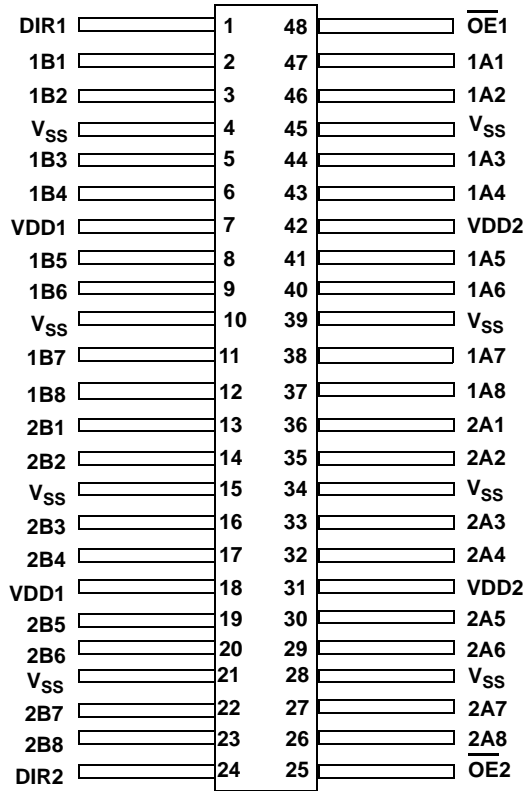 DIR1 1 48 O̅E̅1
1B1 2 47 1A1
1B2 3 46 1A2
VSS 4 45 VSS
1B3 5 44 1A3
1B4 6 43 1A4
VDD1 7 42 VDD2
1B5 8 41 1A5
1B6 9 40 1A6
VSS 10 39 VSS
1B7 11 38 1A7
1B8 12 37 1A8
2B1 13 36 2A1
2B2 14 35 2A2
VSS 15 34 VSS
2B3 16 33 2A3
2B4 17 32 2A4
VDD1 18 31 VDD2
2B5 19 30 2A5
2B6 20 29 2A6
VSS 21 28 VSS
2B7 22 27 2A7
2B8 23 26 2A8
DIR2 24 25 O̅E̅2